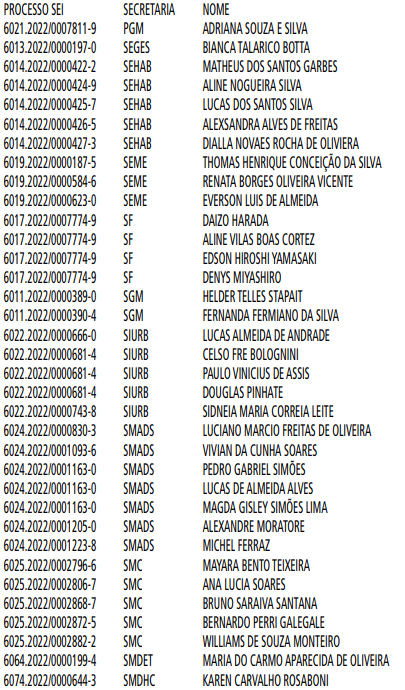 PROCESSO SEI SECRETARIA NOME
6021.2022/0007811-9 PGM ADRIANA SOUZA E SILVA
6013.2022/0000197-0 SEGES BIANCA TALARICO BOTTA
6014.2022/0000422-2 SEHAB MATHEUS DOS SANTOS GARBES
6014.2022/0000424-9 SEHAB ALINE NOGUEIRA SILVA
6014.2022/0000425-7 SEHAB LUCAS DOS SANTOS SILVA
6014.2022/0000426-5 SEHAB ALEXSANDRA ALVES DE FREITAS
6014.2022/0000427-3 SEHAB DIALLA NOVAES ROCHA DE OLIVIERA
6019.2022/0000187-5 SEME THOMAS HENRIQUE CONCEIÇÃO DA SILVA
6019.2022/0000584-6 SEME RENATA BORGES OLIVEIRA VICENTE
6019.2022/0000623-0 SEME EVERSON LUIS DE ALMEIDA
6017.2022/0007774-9 SF DAIZO HARADA
6017.2022/0007774-9 SF ALINE VILAS BOAS CORTEZ
6017.2022/0007774-9 SF EDSON HIROSHI YAMASAKI
6017.2022/0007774-9 SF DENYS MIYASHIRO
6011.2022/0000389-0 SGM HELDER TELLES STAPAIT
6011.2022/0000390-4 SGM FERNANDA FERMIANO DA SILVA
6022.2022/0000666-0 SIURB LUCAS ALMEIDA DE ANDRADE
6022.2022/0000681-4 SIURB CELSO FRE BOLOGNINI
6022.2022/0000681-4 SIURB PAULO VINICIUS DE ASSIS
6022.2022/0000681-4 SIURB DOUGLAS PINHATE
6022.2022/0000743-8 SIURB SIDNEIA MARIA CORREIA LEITE
6024.2022/0000830-3 SMADS LUCIANO MARCIO FREITAS DE OLIVEIRA
6024.2022/0001093-6 SMADS VIVIAN DA CUNHA SOARES
6024.2022/0001163-0 SMADS PEDRO GABRIEL SIMÕES
6024.2022/0001163-0 SMADS LUCAS DE ALMEIDA ALVES
6024.2022/0001163-0 SMADS MAGDA GISLEY SIMÕES LIMA
6024.2022/0001205-0 SMADS ALEXANDRE MORATORE
6024.2022/0001223-8 SMADS MICHEL FERRAZ
6025.2022/0002796-6 SMC MAYARA BENTO TEIXEIRA
6025.2022/0002806-7 SMC ANA LUCIA SOARES
6025.2022/0002868-7 SMC BRUNO SARAIVA SANTANA
6025.2022/0002872-5 SMC BERNARDO PERRI GALEGALE
6025.2022/0002882-2 SMC WILLIAMS DE SOUZA MONTEIRO
6064.2022/0000199-4 SMDET MARIA DO CARMO APARECIDA DE OLIVEIRA
6074.2022/0000644-3 SMDHC KAREN CARVALHO ROSABONI